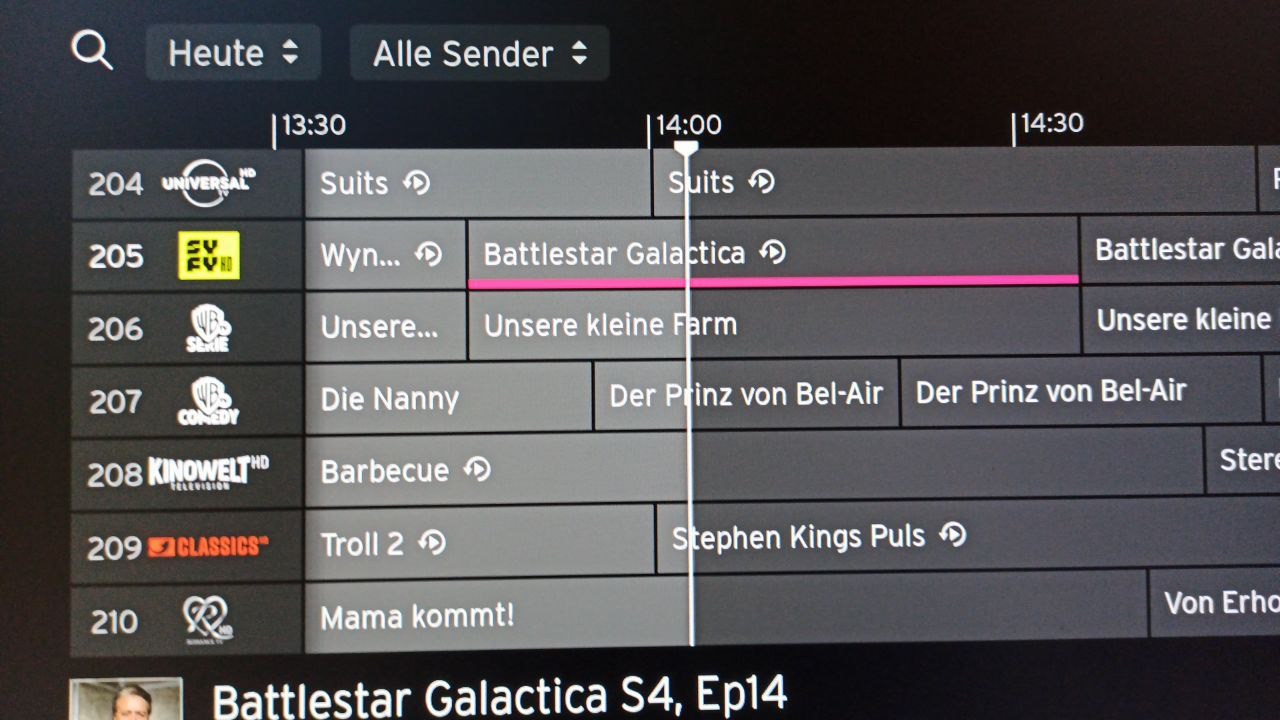 Heute Alle Sender
13:30 14:00 14:30
204 UNIVERSAL TV HD Suits Suits
205 SYFY HD Wyn... Battlestar Galactica Battlestar Gala
206 WB SERIE Unsere... Unsere kleine Farm Unsere kleine
207 WB COMEDY Die Nanny Der Prinz von Bel-Air Der Prinz von Bel-Air
208 KINOWELT HD TELEVISION Barbecue Stere
209 CLASSICS Troll 2 Stephen Kings Puls
210 HD Mama kommt! Von Erho
Battlestar Galactica S4, Ep14